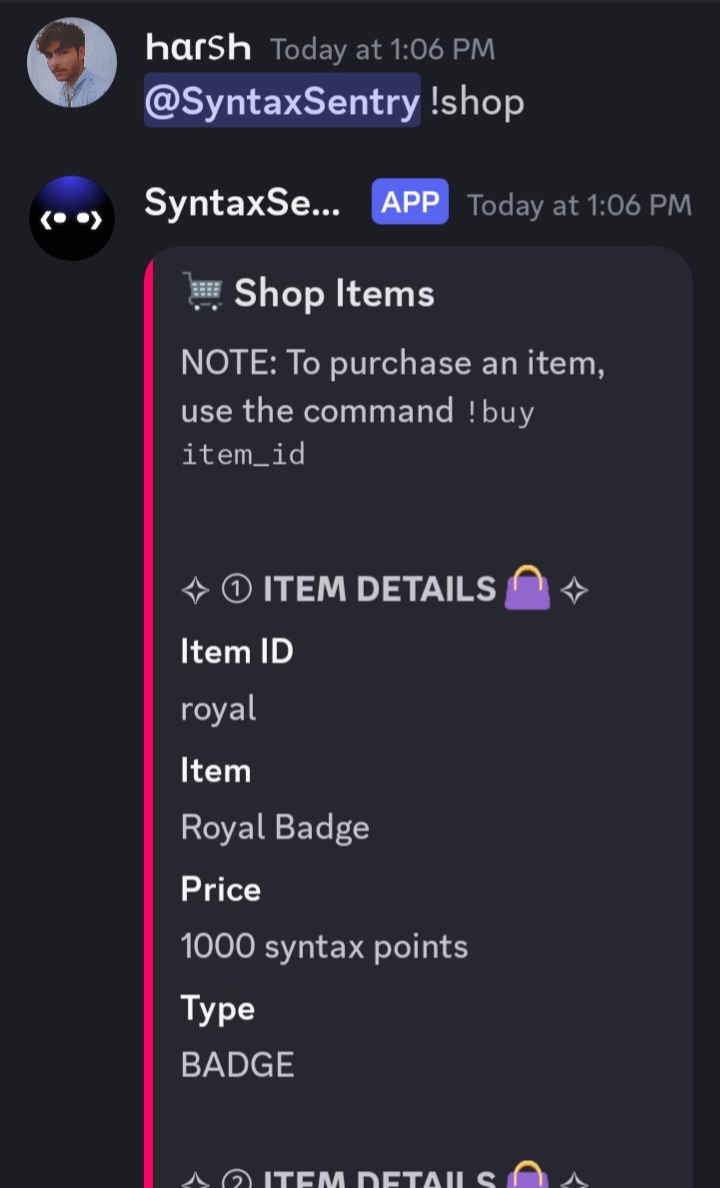 harsh Today at 1:06 PM
@SyntaxSentry !shop
SyntaxSe... APP Today at 1:06 PM
🛒 Shop Items
NOTE: To purchase an item,
use the command !buy
item_id
✧ ① ITEM DETAILS 👜 ✧
Item ID
royal
Item
Royal Badge
Price
1000 syntax points
Type
BADGE
✧ ② ITEM DETAILS 👜 ✧